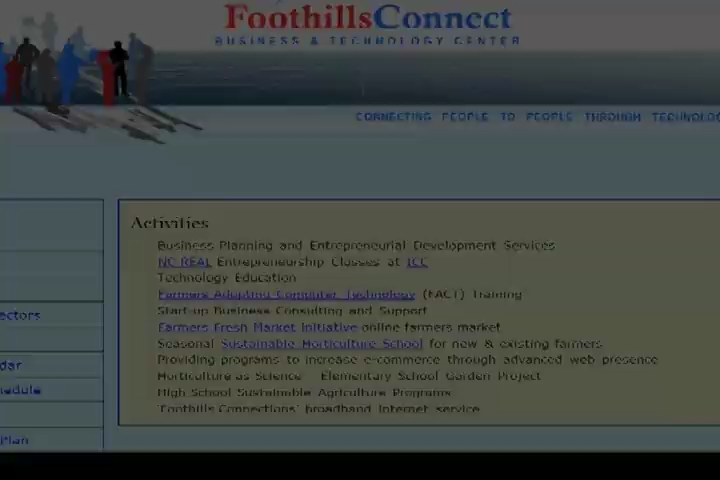 FoothillsConnect
BUSINESS & TECHNOLOGY CENTER
CONNECTING PEOPLE TO PEOPLE THROUGH TECHNOLO
Activities
Business Planning and Entrepreneurial Development Services
NC REAL Entrepreneurship Classes at ICC
Technology Education
Farmers Adopting Computer Technology (FACT) Training
Start-up Business Consulting and Support
Farmers Fresh Market Initiative online farmers market
Seasonal Sustainable Horticulture School for new & existing farmers
Providing programs to increase e-commerce through advanced web presence
Horticulture as Science - Elementary School Garden Project
High School Sustainable Agriculture Programs
'Foothills Connections' broadband internet service
ectors
dar
hedule
Plan